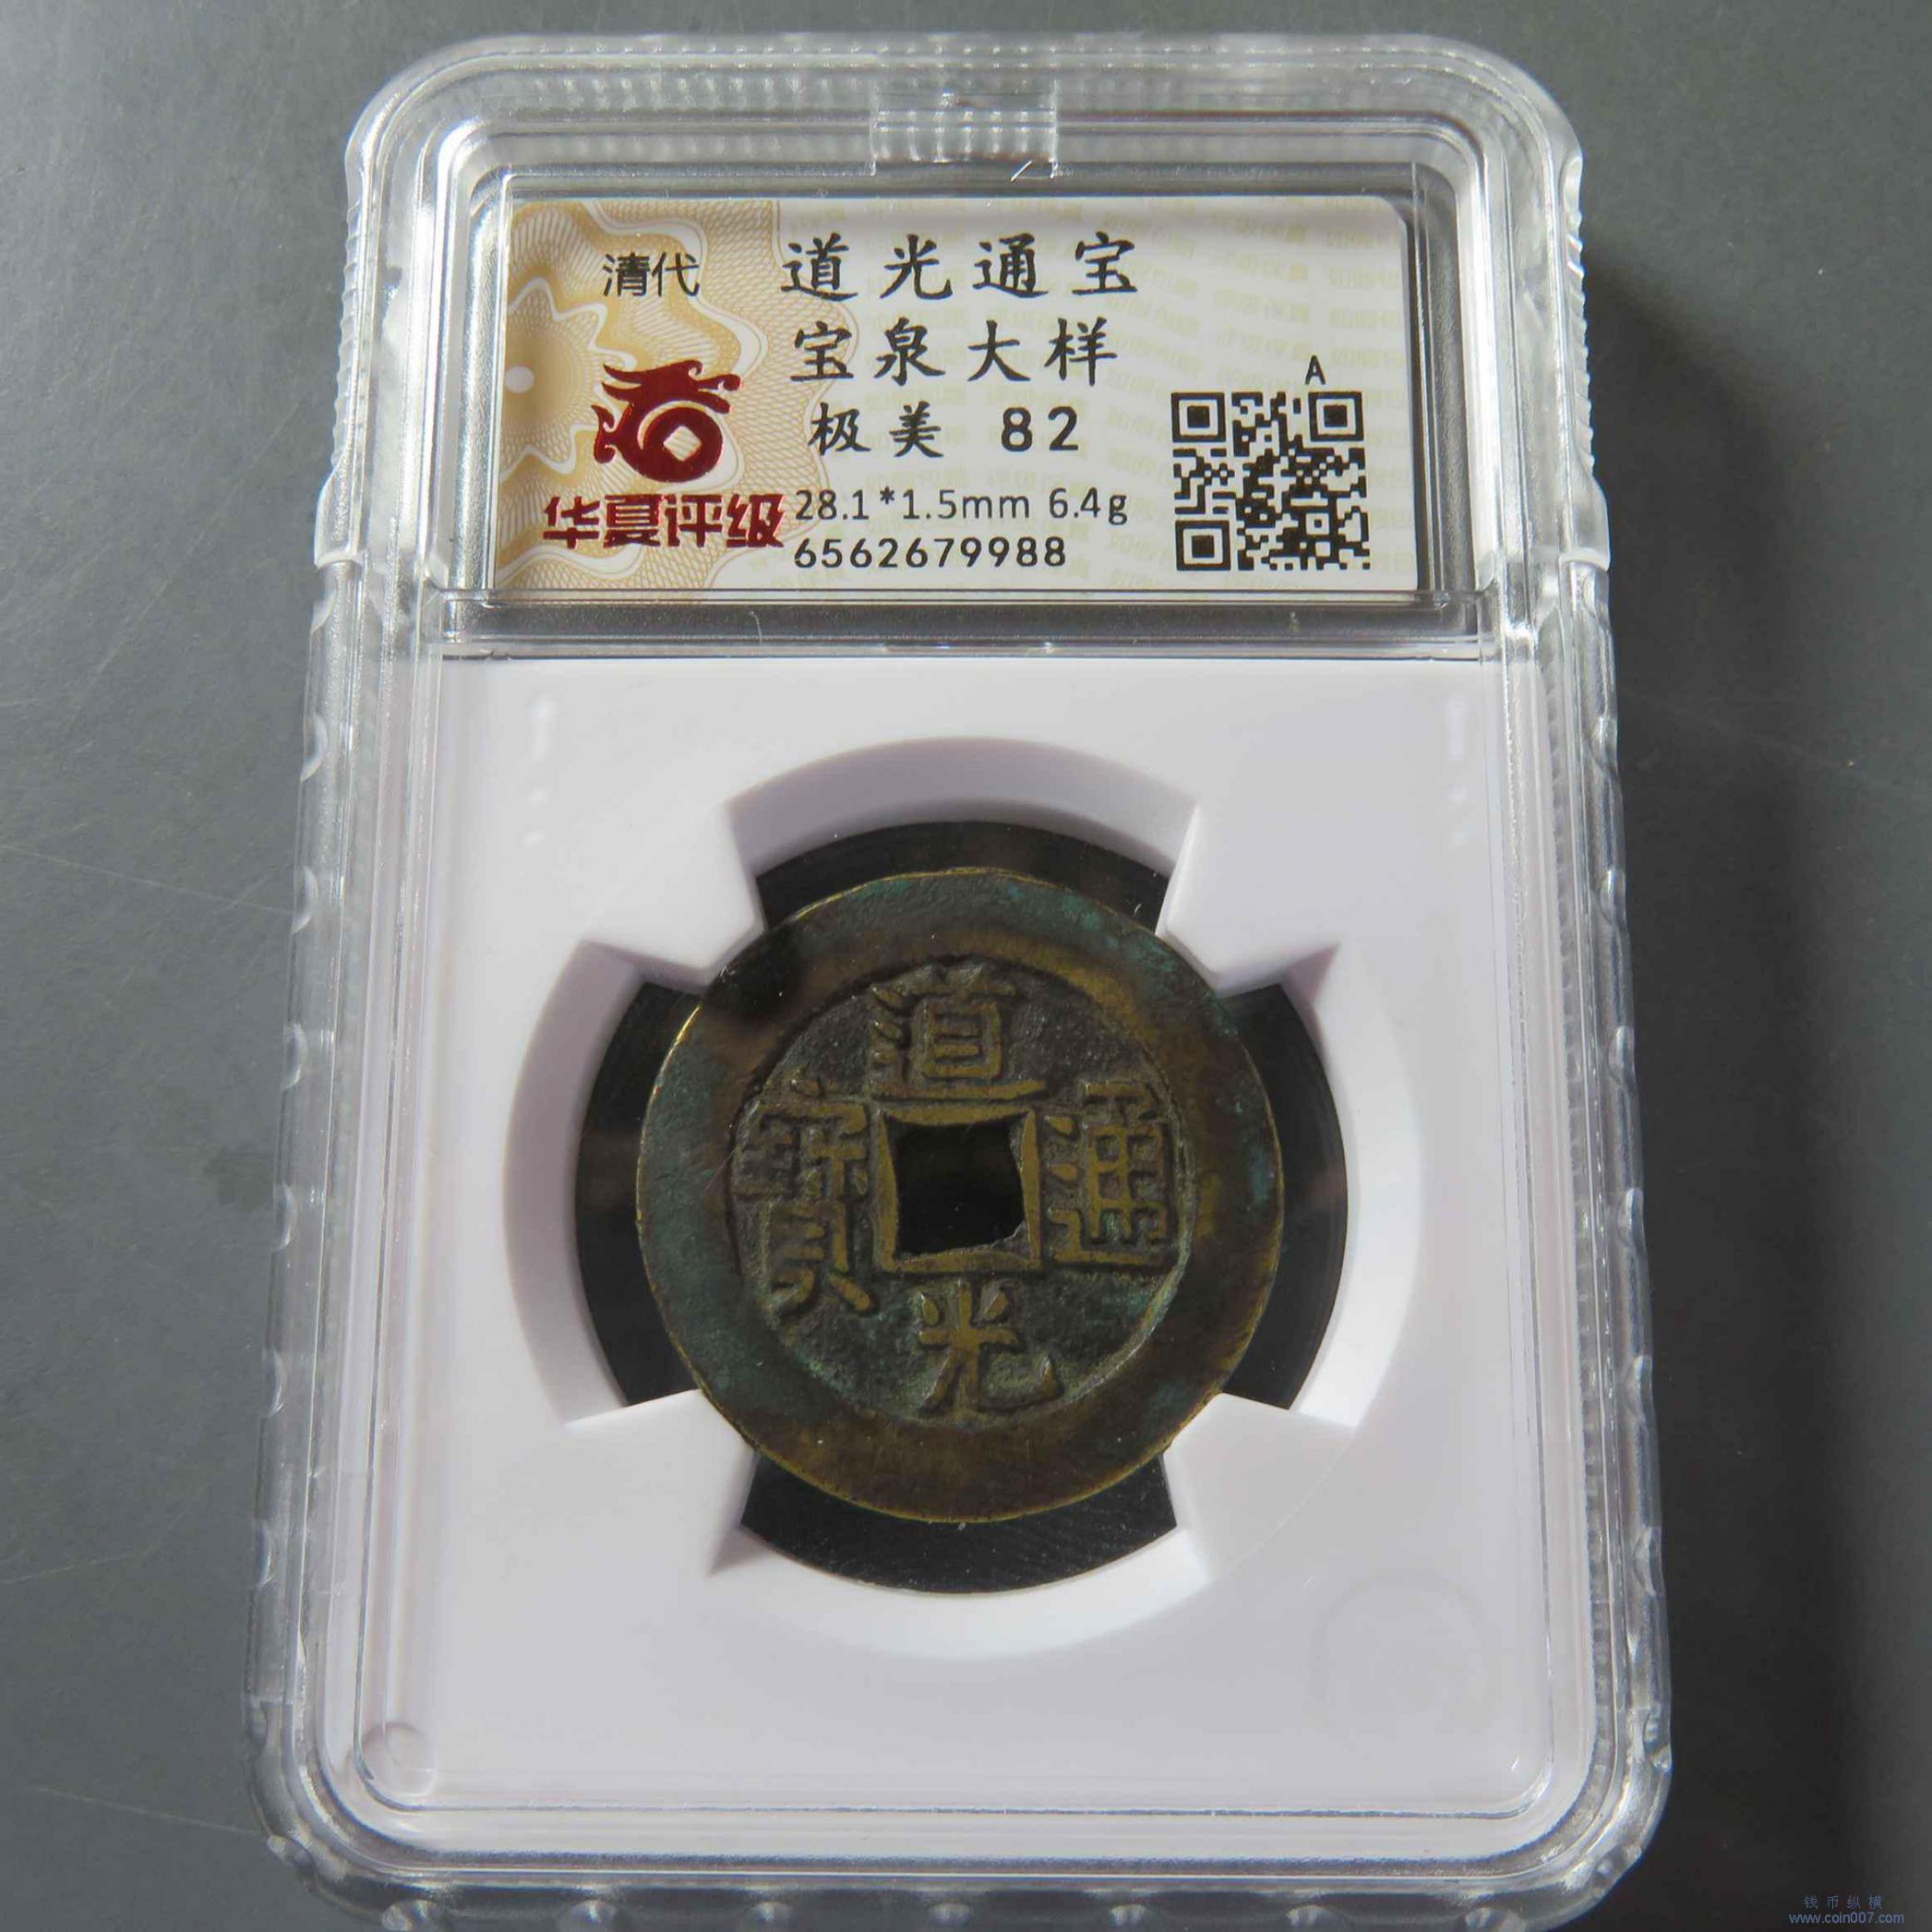 清代
道光通宝
宝泉大样
极美 82
A
华夏评级
28.1*1.5mm 6.4g
6562679988
道光通寶
钱币纵横
www.coin007.com